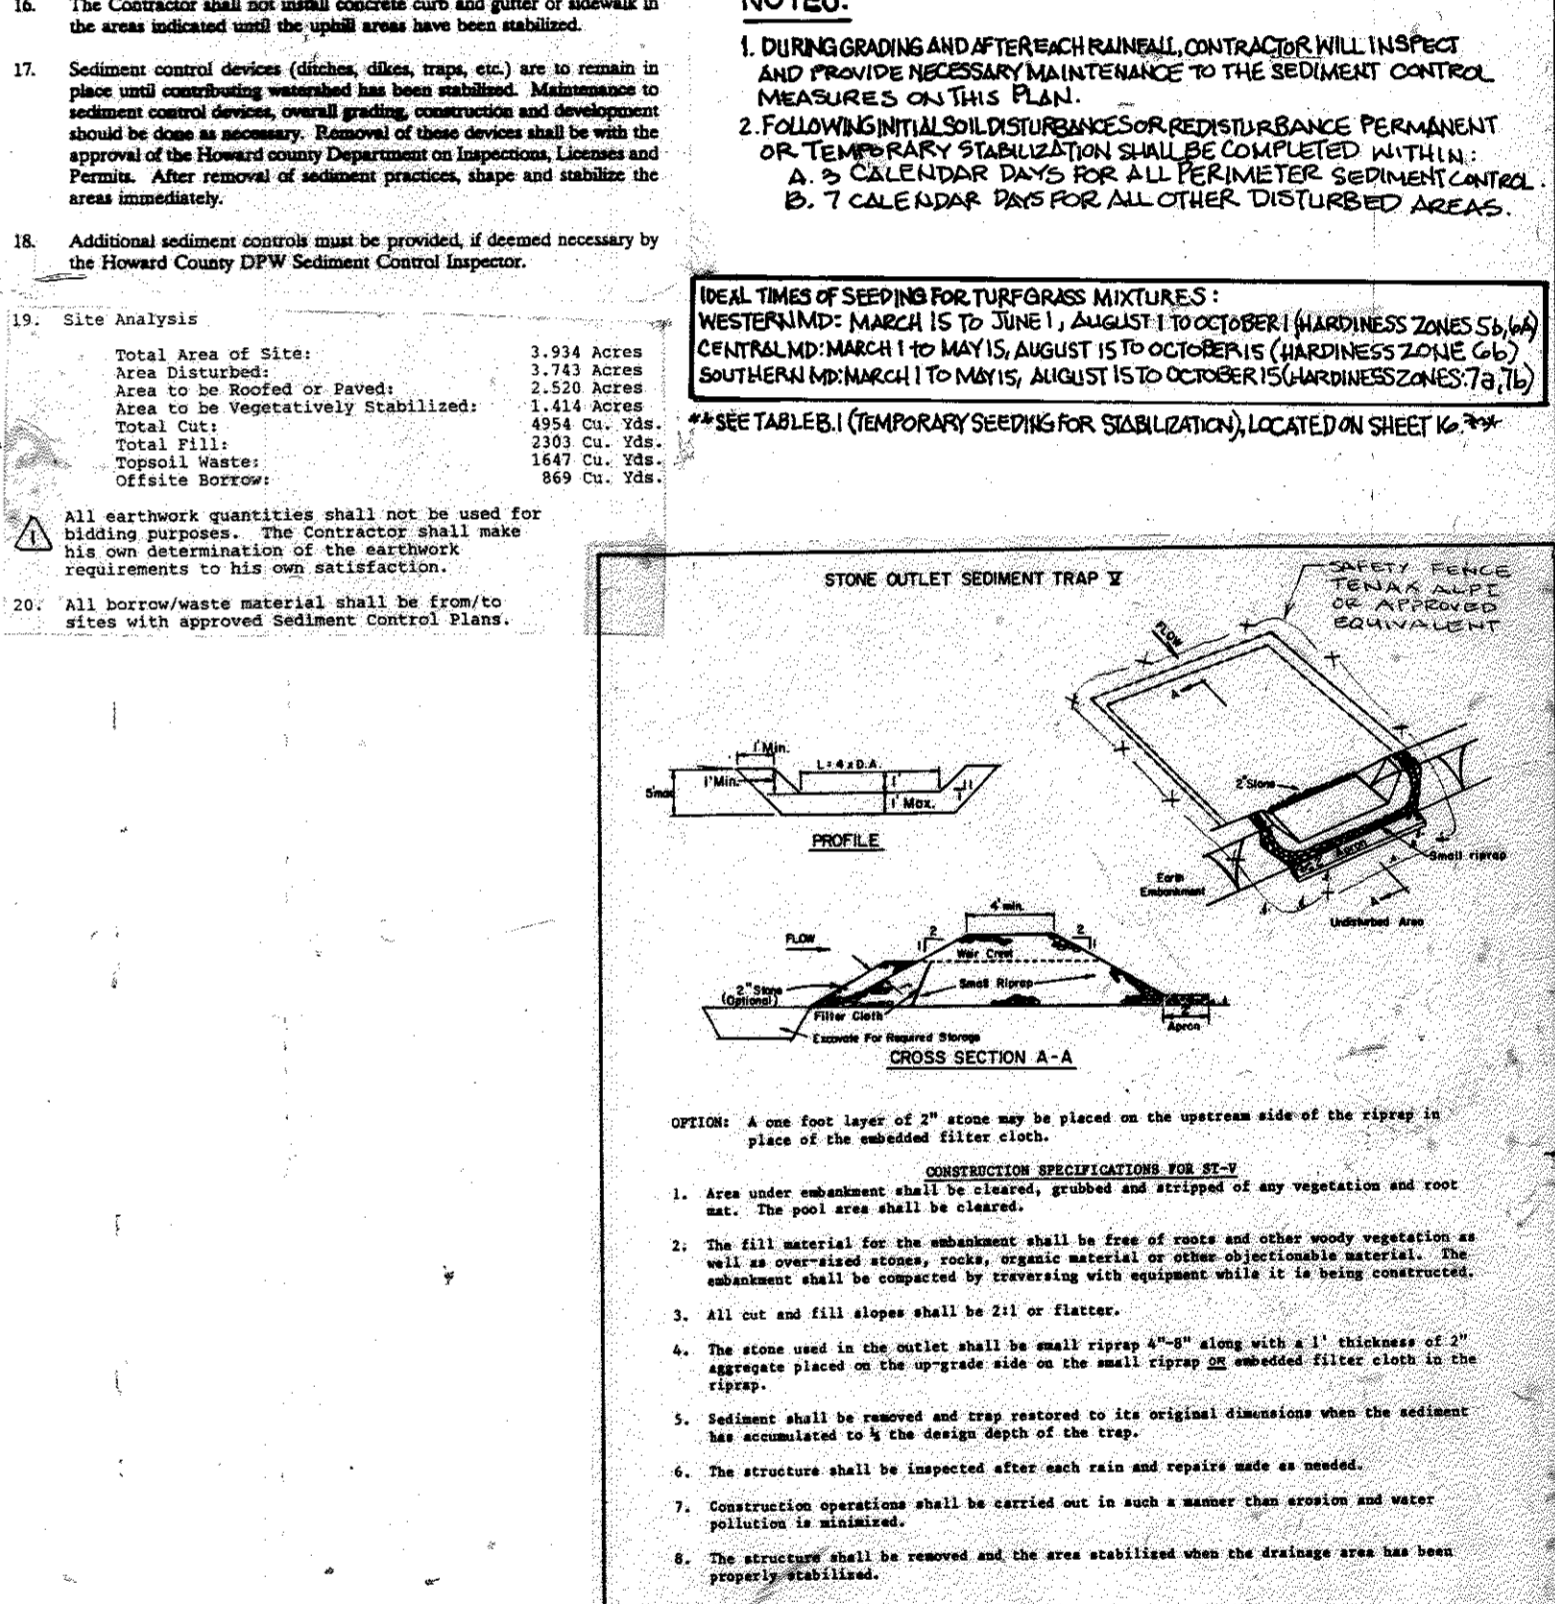 16. The Contractor shall not install concrete curb and gutter or sidewalk in
the areas indicated until the uphill areas have been stabilized.
17. Sediment control devices (ditches, dikes, traps, etc.) are to remain in
place until contributing watershed has been stabilized. Maintenance to
sediment control devices, overall grading, construction and development
should be done as necessary. Removal of these devices shall be with the
approval of the Howard county Department on Inspections, Licenses and
Permits. After removal of sediment practices, shape and stabilize the
areas immediately.
18. Additional sediment controls must be provided, if deemed necessary by
the Howard County DPW Sediment Control Inspector.
19. Site Analysis
Total Area of Site: 3.934 Acres
Area Disturbed: 3.743 Acres
Area to be Roofed or Paved: 2.520 Acres
Area to be Vegetatively Stabilized: 1.414 Acres
Total Cut: 4954 Cu. Yds.
Total Fill: 2303 Cu. Yds.
Topsoil Waste: 1647 Cu. Yds.
Offsite Borrow: 869 Cu. Yds.
1
All earthwork quantities shall not be used for
bidding purposes. The Contractor shall make
his own determination of the earthwork
requirements to his own satisfaction.
20. All borrow/waste material shall be from/to
sites with approved Sediment Control Plans.
NOTES:
1. DURING GRADING AND AFTER EACH RAINFALL, CONTRACTOR WILL INSPECT
AND PROVIDE NECESSARY MAINTENANCE TO THE SEDIMENT CONTROL
MEASURES ON THIS PLAN.
2. FOLLOWING INITIAL SOIL DISTURBANCES OR REDISTURBANCE PERMANENT
OR TEMPORARY STABILIZATION SHALL BE COMPLETED WITHIN:
A. 3 CALENDAR DAYS FOR ALL PERIMETER SEDIMENT CONTROL.
B. 7 CALENDAR DAYS FOR ALL OTHER DISTURBED AREAS.
IDEAL TIMES OF SEEDING FOR TURFGRASS MIXTURES:
WESTERN MD: MARCH 15 TO JUNE 1, AUGUST 1 TO OCTOBER 1 (HARDINESS ZONES 5b, 6A)
CENTRAL MD: MARCH 1 TO MAY 15, AUGUST 15 TO OCTOBER 15 (HARDINESS ZONE 6b)
SOUTHERN MD: MARCH 1 TO MAY 15, AUGUST 15 TO OCTOBER 15 (HARDINESS ZONES: 7a, 7b)
**SEE TABLE B.1 (TEMPORARY SEEDING FOR STABILIZATION), LOCATED ON SHEET 16.**
STONE OUTLET SEDIMENT TRAP V
SAFETY FENCE
TENAX ALPI
OR APPROVED
EQUIVALENT
FLOW
A
1' Min.
L = 4 x D.A.
1' Min.
1'
5' max
1' Max.
1
1
PROFILE
2" Stone
2' Apron
Small riprap
Earth
Embankment
A
Undisturbed Area
4' min.
FLOW
2
1
2
1
Weir Crest
2" Stone
(Optional)
Small Riprap
Filter Cloth
2'
Apron
Excavate For Required Storage
CROSS SECTION A-A
OPTION: A one foot layer of 2" stone may be placed on the upstream side of the riprap in
place of the embedded filter cloth.
CONSTRUCTION SPECIFICATIONS FOR ST-V
1. Area under embankment shall be cleared, grubbed and stripped of any vegetation and root
mat. The pool area shall be cleared.
2. The fill material for the embankment shall be free of roots and other woody vegetation as
well as over-sized stones, rocks, organic material or other objectionable material. The
embankment shall be compacted by traversing with equipment while it is being constructed.
3. All cut and fill slopes shall be 2:1 or flatter.
4. The stone used in the outlet shall be small riprap 4"-8" along with a 1' thickness of 2"
aggregate placed on the up-grade side on the small riprap OR embedded filter cloth in the
riprap.
5. Sediment shall be removed and trap restored to its original dimensions when the sediment
has accumulated to the design depth of the trap.
6. The structure shall be inspected after each rain and repairs made as needed.
7. Construction operations shall be carried out in such a manner than erosion and water
pollution is minimized.
8. The structure shall be removed and the area stabilized when the drainage area has been
properly stabilized.